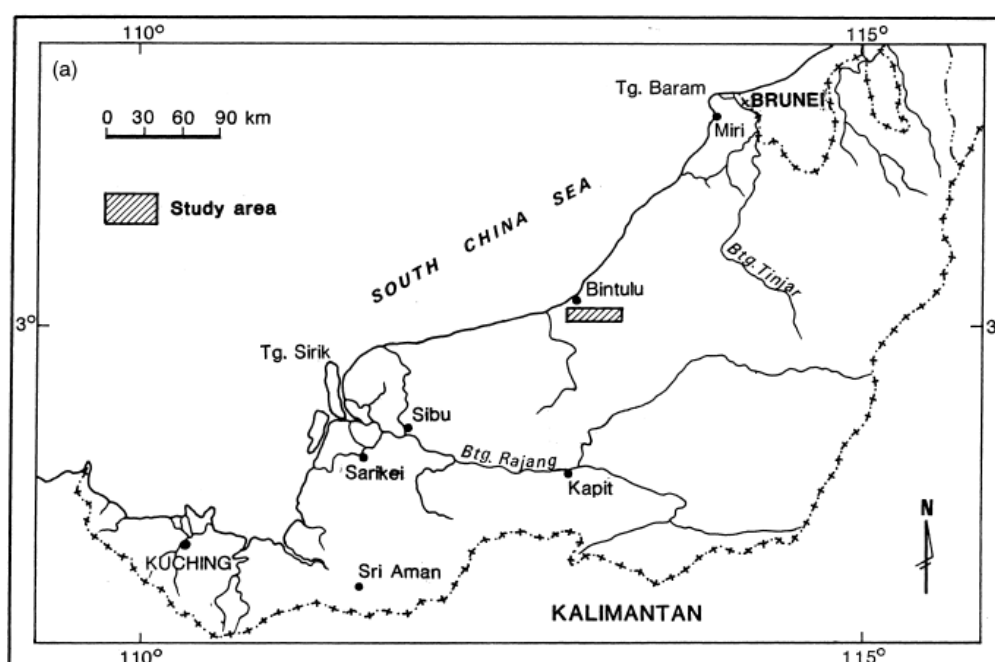 110°
115°
(a)
Tg. Baram
BRUNEI
0 30 60 90 km
Miri
Study area
SOUTH CHINA SEA
Btg. Tinjar
Bintulu
3°
3
Tg. Sirik
Sibu
Btg. Rajang
Sarikei
Kapit
N
KUCHING
Sri Aman
KALIMANTAN
110°
115°